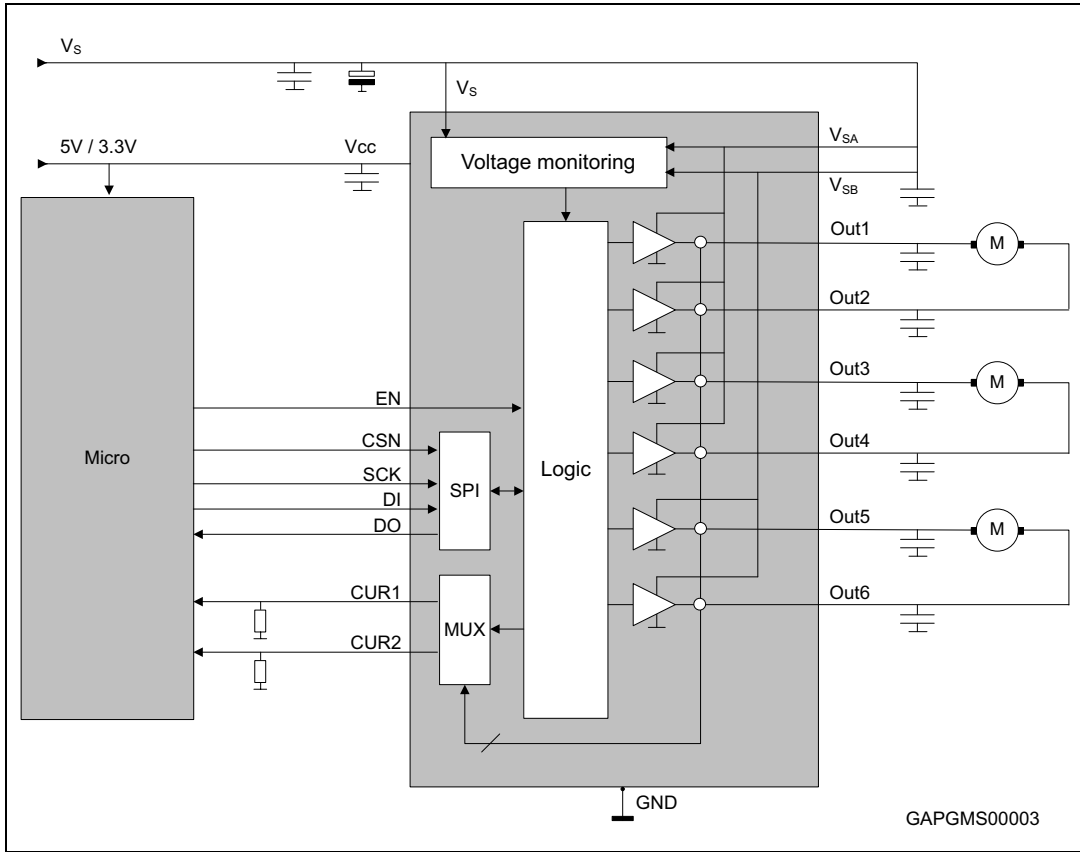 VS
VS
5V / 3.3V
Vcc
Voltage monitoring
VSA
VSB
Out1
M
Out2
Out3
M
Out4
Out5
M
Out6
Micro
EN
CSN
SCK
DI
DO
SPI
Logic
CUR1
CUR2
MUX
GND
GAPGMS00003